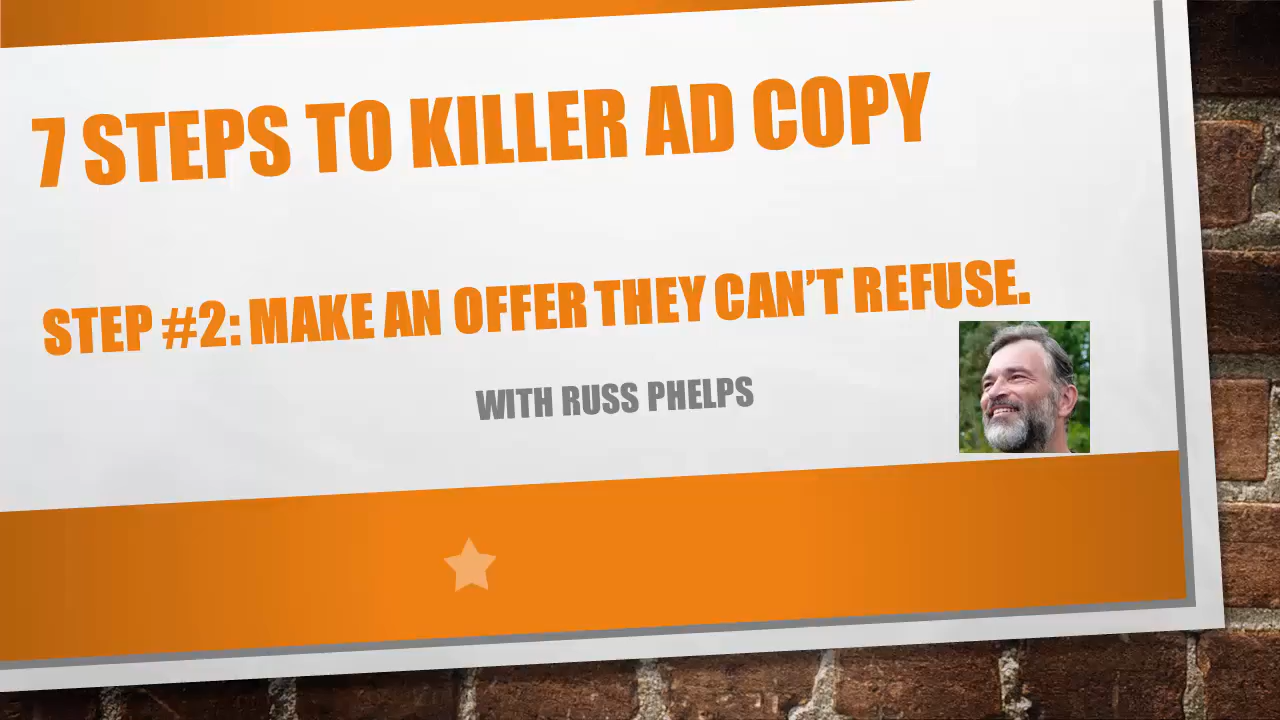 7 STEPS TO KILLER AD COPY
STEP #2: MAKE AN OFFER THEY CAN'T REFUSE.
WITH RUSS PHELPS